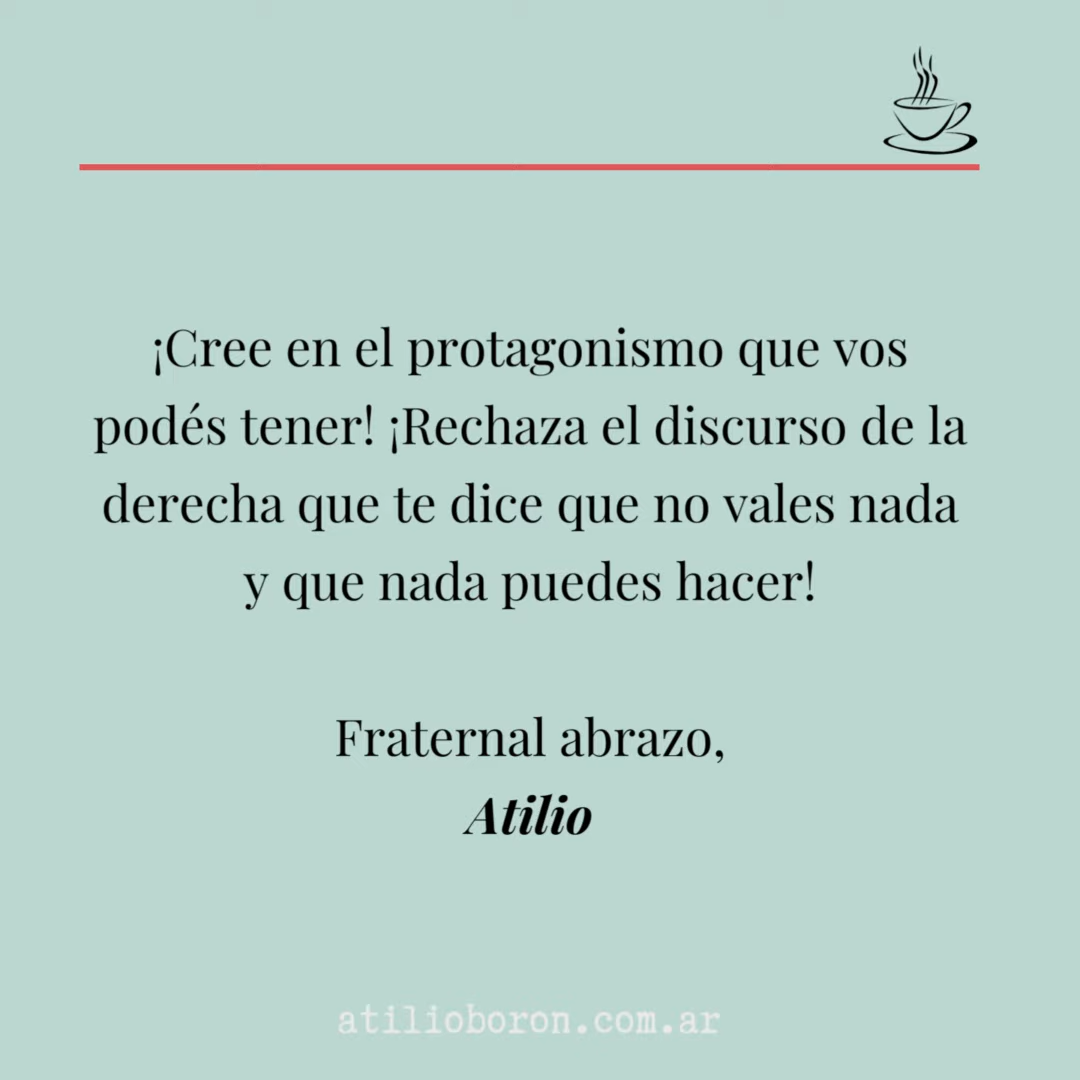 ¡Cree en el protagonismo que vos
podés tener! ¡Rechaza el discurso de la
derecha que te dice que no vales nada
y que nada puedes hacer!
Fraternal abrazo,
Atilio
atilioboron.com.ar